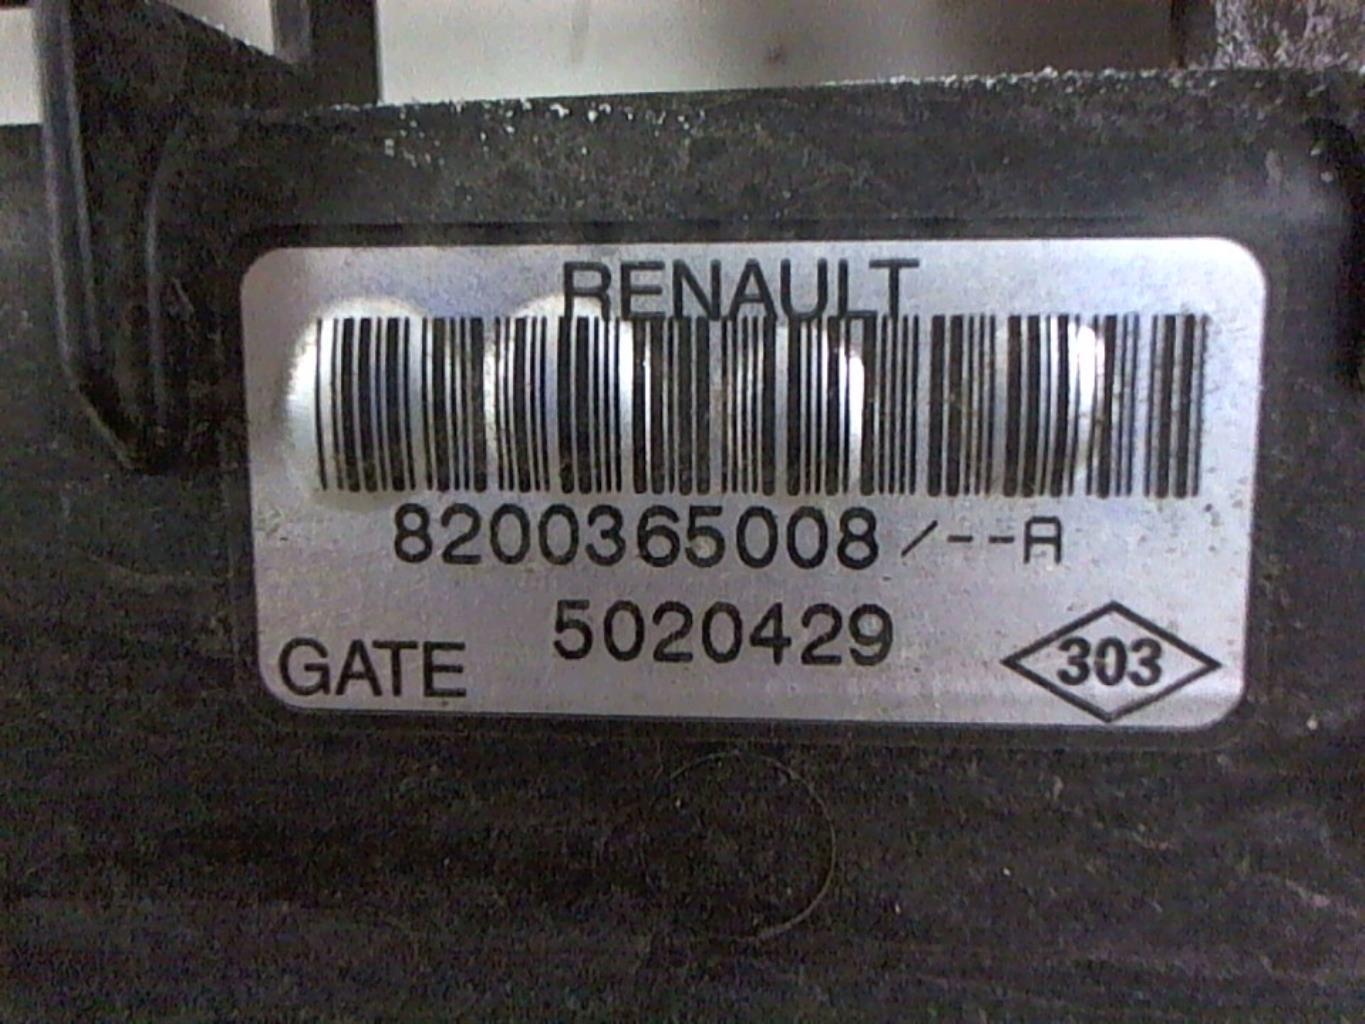 RENAULT
8200365008/--A
5020429
GATE
303